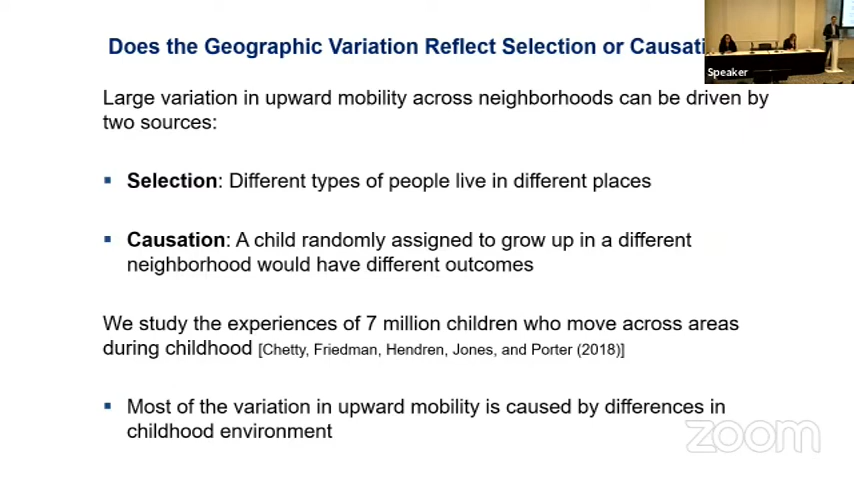 Does the Geographic Variation Reflect Selection or Causati
Speaker
Large variation in upward mobility across neighborhoods can be driven by
two sources:
▪ Selection: Different types of people live in different places
▪ Causation: A child randomly assigned to grow up in a different
neighborhood would have different outcomes
We study the experiences of 7 million children who move across areas
during childhood [Chetty, Friedman, Hendren, Jones, and Porter (2018)]
▪ Most of the variation in upward mobility is caused by differences in
childhood environment
zoom